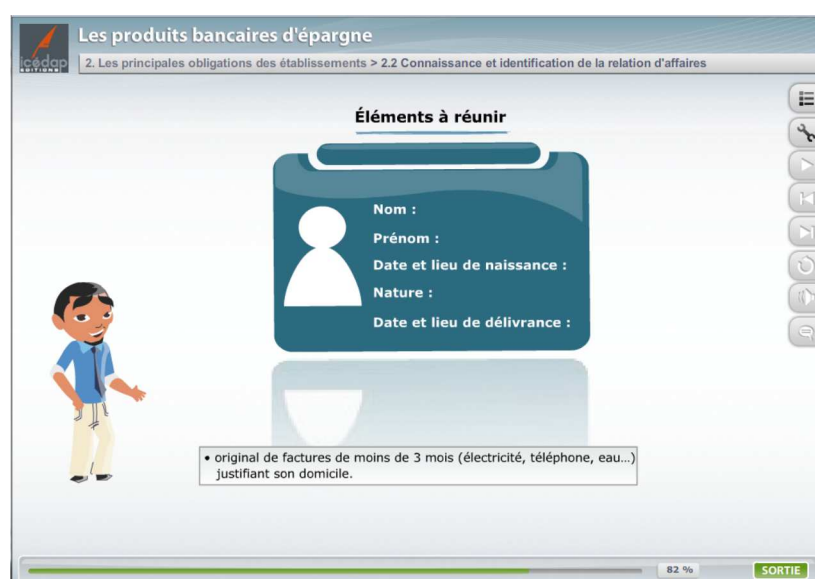 Les produits bancaires d'épargne
icédap
EDITIONS
2. Les principales obligations des établissements > 2.2 Connaissance et identification de la relation d'affaires
Éléments à réunir
Nom :
Prénom :
Date et lieu de naissance :
Nature :
Date et lieu de délivrance :
• original de factures de moins de 3 mois (électricité, téléphone, eau...)
justifiant son domicile.
82 %
SORTIE